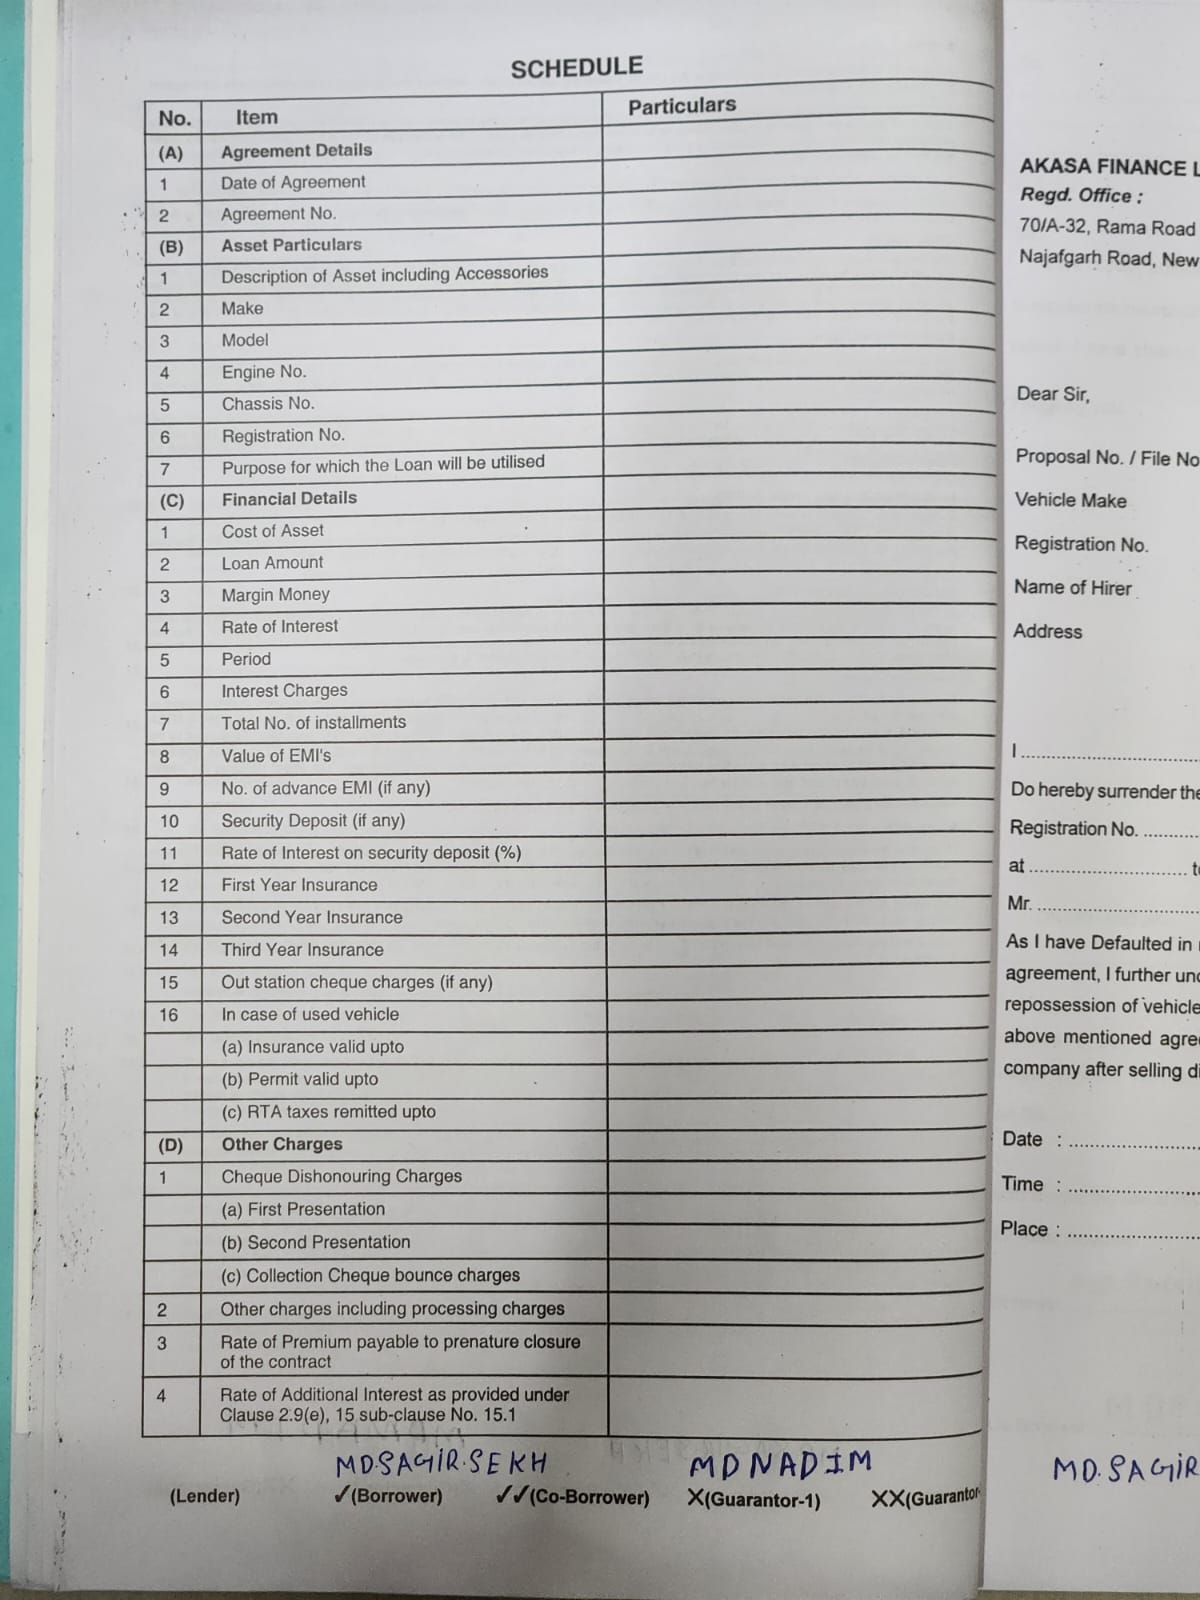 SCHEDULE
No. Item Particulars
(A) Agreement Details
1 Date of Agreement
2 Agreement No.
(B) Asset Particulars
1 Description of Asset including Accessories
2 Make
3 Model
4 Engine No.
5 Chassis No.
6 Registration No.
7 Purpose for which the Loan will be utilised
(C) Financial Details
1 Cost of Asset
2 Loan Amount
3 Margin Money
4 Rate of Interest
5 Period
6 Interest Charges
7 Total No. of installments
8 Value of EMI's
9 No. of advance EMI (if any)
10 Security Deposit (if any)
11 Rate of Interest on security deposit (%)
12 First Year Insurance
13 Second Year Insurance
14 Third Year Insurance
15 Out station cheque charges (if any)
16 In case of used vehicle
(a) Insurance valid upto
(b) Permit valid upto
(c) RTA taxes remitted upto
(D) Other Charges
1 Cheque Dishonouring Charges
(a) First Presentation
(b) Second Presentation
(c) Collection Cheque bounce charges
2 Other charges including processing charges
3 Rate of Premium payable to prenature closure
of the contract
4 Rate of Additional Interest as provided under
Clause 2.9(e), 15 sub-clause No. 15.1
MD.SAGIR.SEKH MD NADIM
(Lender) ✓(Borrower) ✓✓(Co-Borrower) X(Guarantor-1) XX(Guarantor-
AKASA FINANCE L
Regd. Office :
70/A-32, Rama Road
Najafgarh Road, New
Dear Sir,
Proposal No. / File No
Vehicle Make
Registration No.
Name of Hirer
Address
I
Do hereby surrender the
Registration No.
at
Mr.
As I have Defaulted in
agreement, I further
repossession of vehicle
above mentioned
company after selling
Date :
Time :
Place :
MD. SAGIR